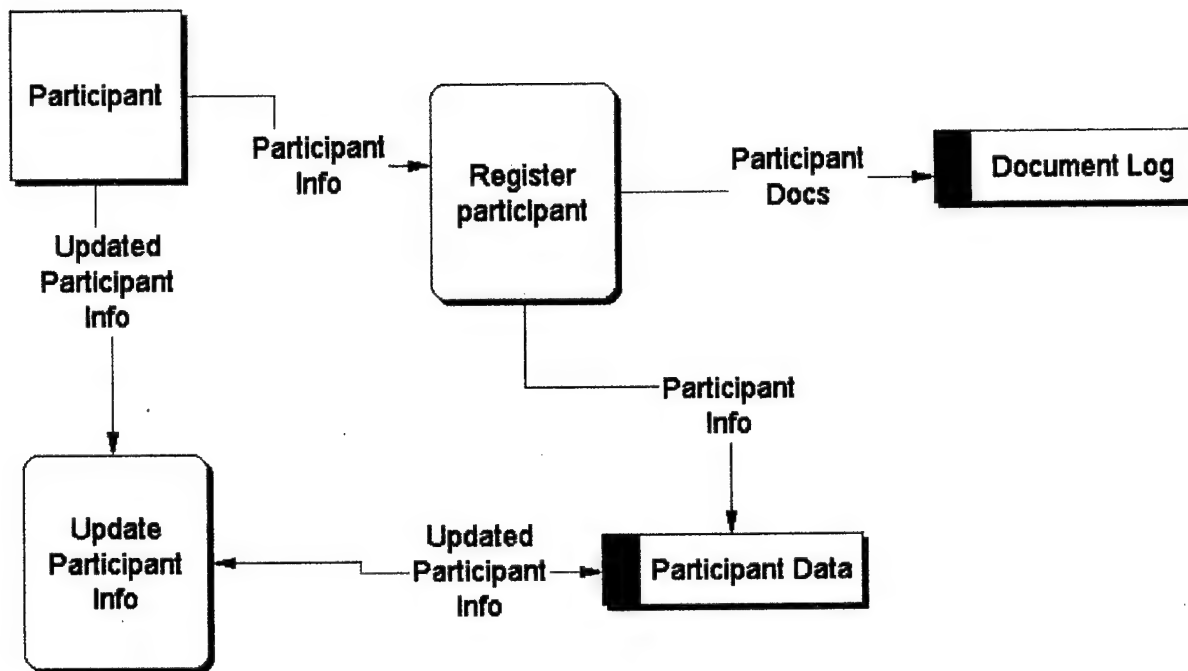 Participant
Participant
Info
Register
participant
Participant
Docs
Document Log
Updated
Participant
Info
Participant
Info
Update
Participant
Info
Updated
Participant
Info
Participant Data